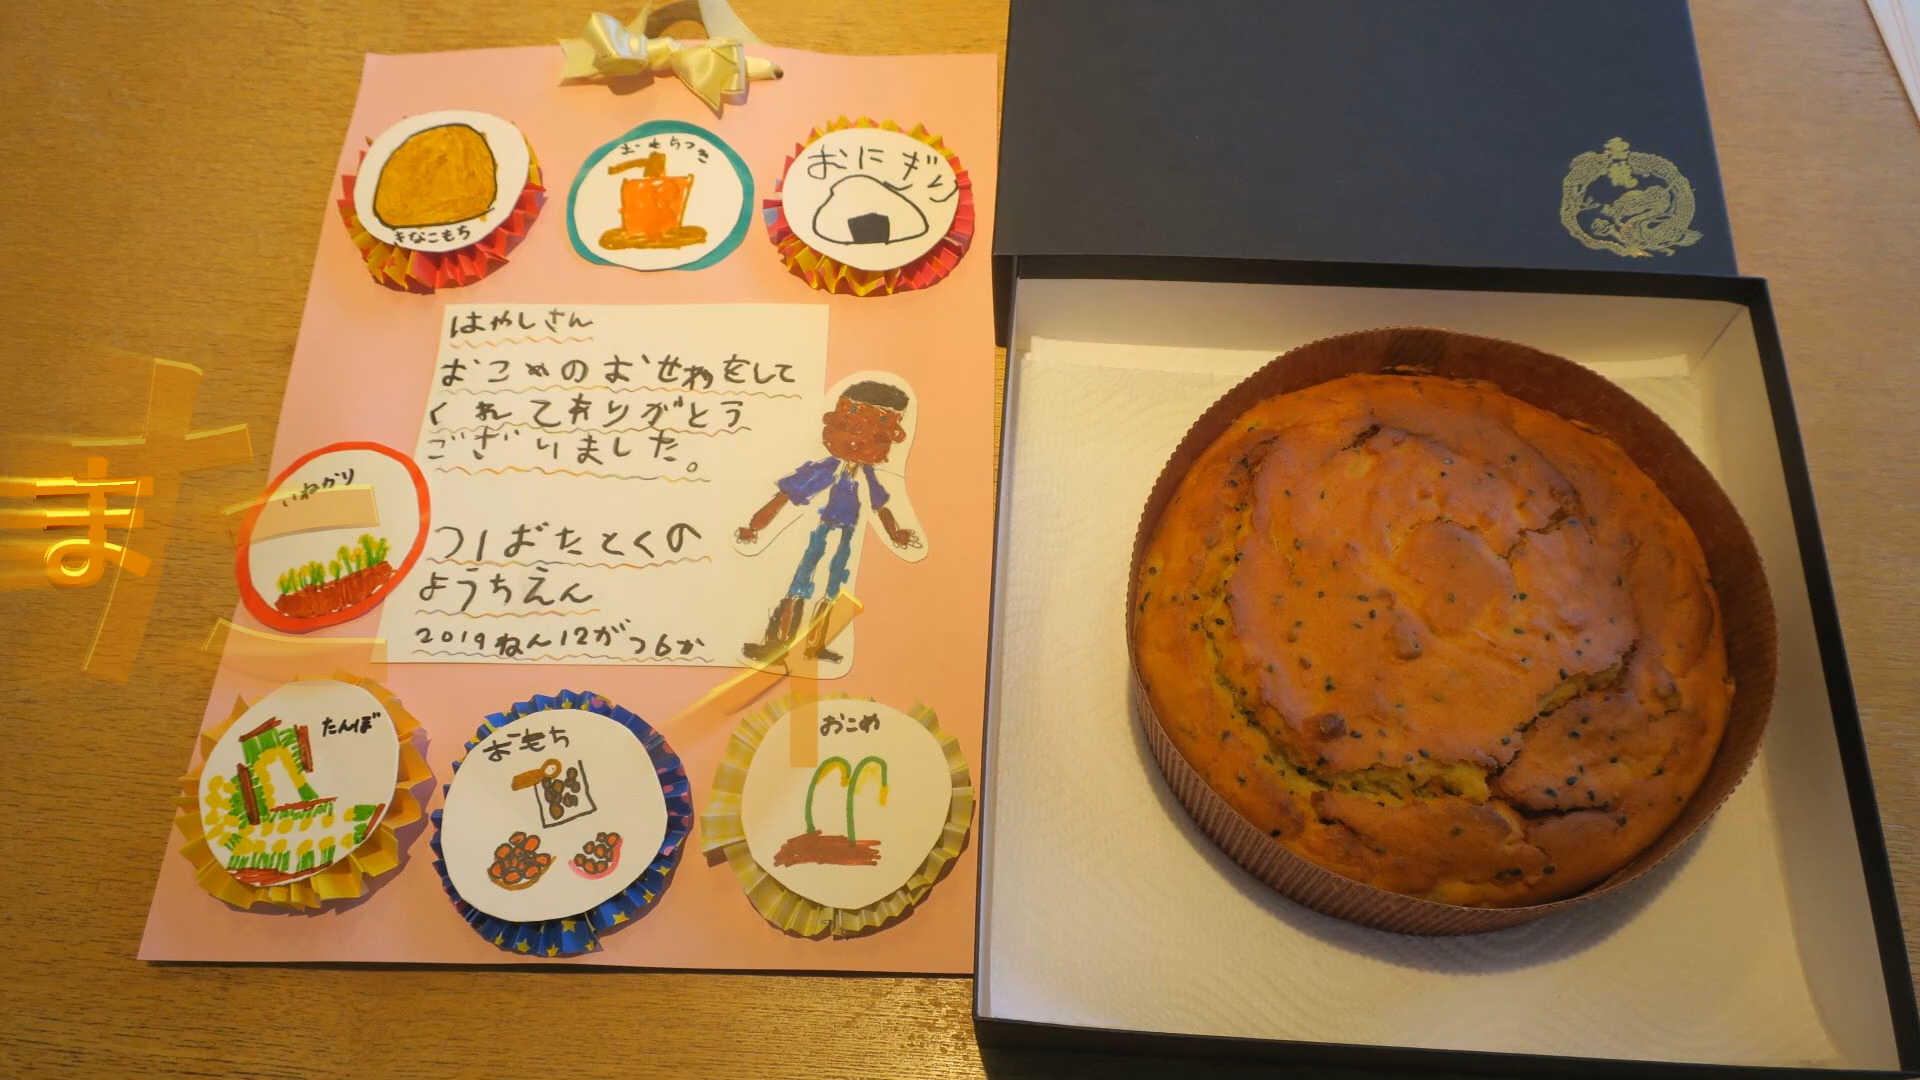 おもちつき
おにぎり
きなこもち
はやしさん
おこめのおせわをして
くれてありがとう
ございました。
いねかり
つーばたとくの
ようちえん
2019ねん12がつ6か
たんぼ
おもち
おこめ
ま